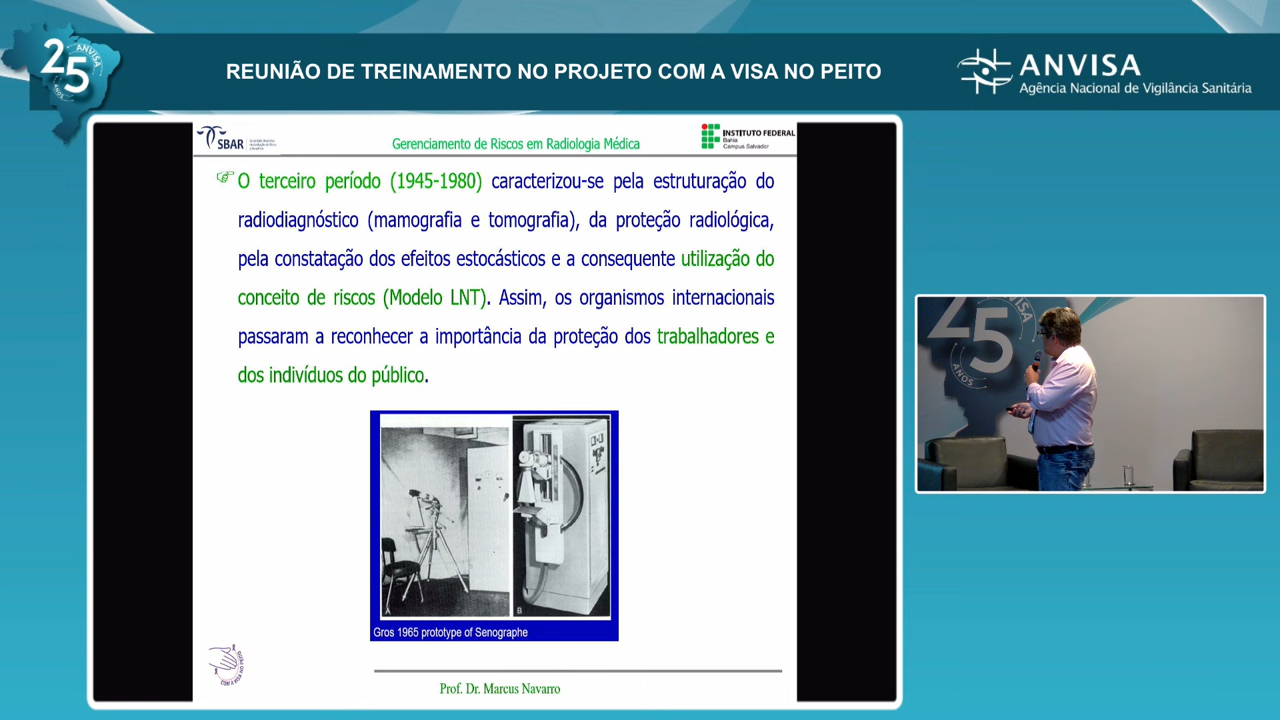 25
ANVISA
ANOS
REUNIÃO DE TREINAMENTO NO PROJETO COM A VISA NO PEITO
ANVISA
Agência Nacional de Vigilância Sanitária
SBAR
Gerenciamento de Riscos em Radiologia Médica
INSTITUTO FEDERAL
Bahia
Campus Salvador
O terceiro período (1945-1980) caracterizou-se pela estruturação do
radiodiagnóstico (mamografia e tomografia), da proteção radiológica,
pela constatação dos efeitos estocásticos e a consequente utilização do
conceito de riscos (Modelo LNT). Assim, os organismos internacionais
passaram a reconhecer a importância da proteção dos trabalhadores e
dos indivíduos do público.
A
B
Gros 1965 prototype of Senographe
COM A VISA NO PEITO
Prof. Dr. Marcus Navarro
25
ANOS